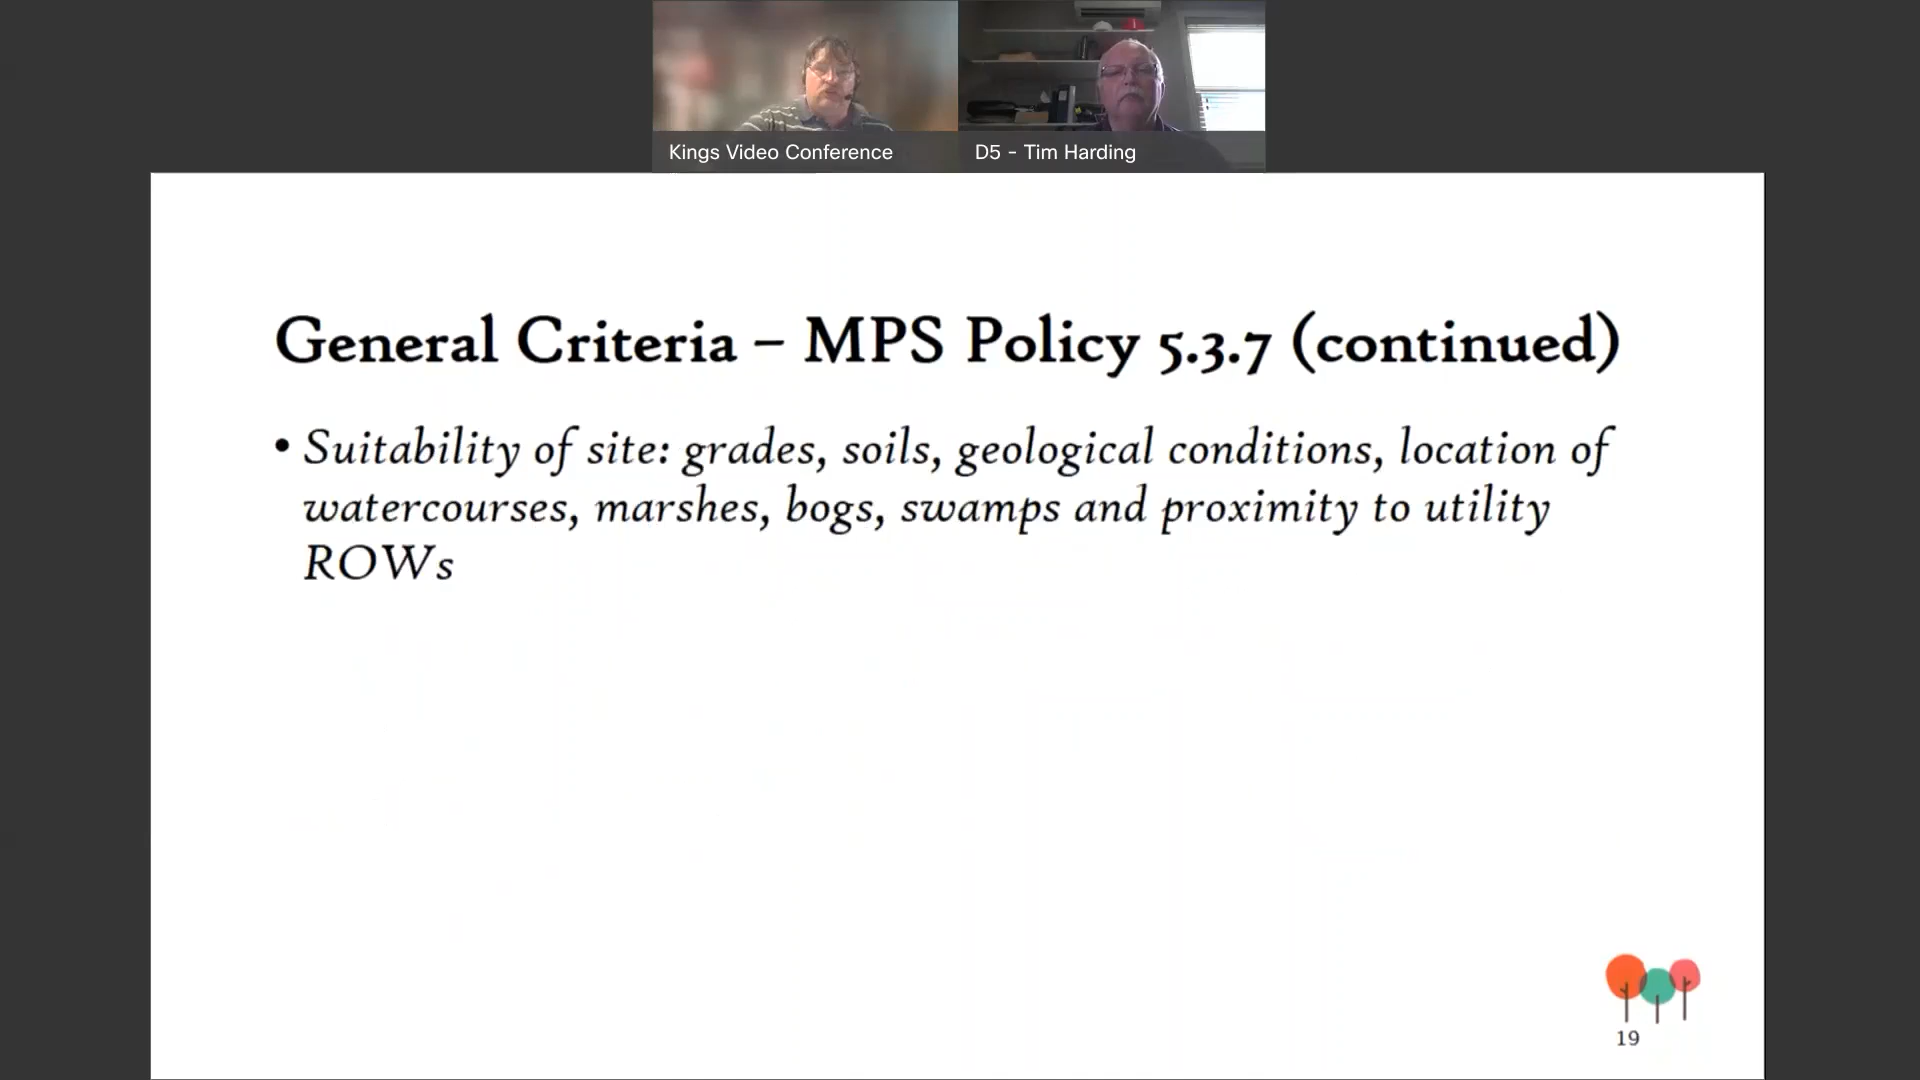 Kings Video Conference
D5 - Tim Harding
General Criteria – MPS Policy 5.3.7 (continued)
• Suitability of site: grades, soils, geological conditions, location of
watercourses, marshes, bogs, swamps and proximity to utility
ROWs
19